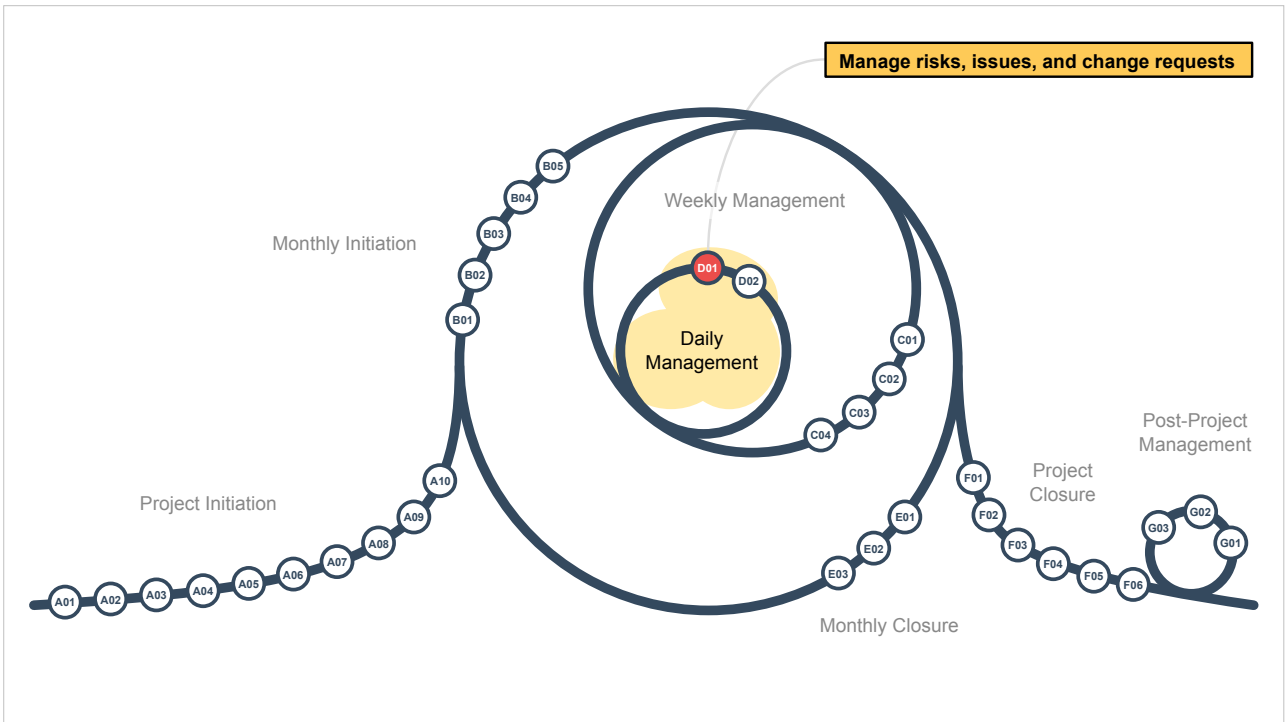 Manage risks, issues, and change requests
B05
B04
B03
B02
B01
Monthly Initiation
Weekly Management
D01
D02
Daily
Management
C01
C02
C03
C04
Project Initiation
A01
A02
A03
A04
A05
A06
A07
A08
A09
A10
E01
E02
E03
Monthly Closure
F01
F02
F03
F04
F05
F06
Project
Closure
Post-Project
Management
G03
G02
G01